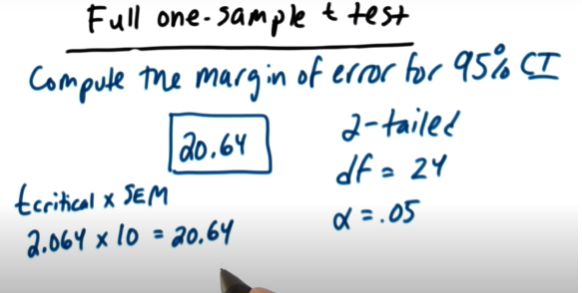 Full one-sample t test
Compute the margin of error for 95% CI
20.64
2-tailed
df = 24
α = .05
tcritical x SEM
2.064 x 10 = 20.64